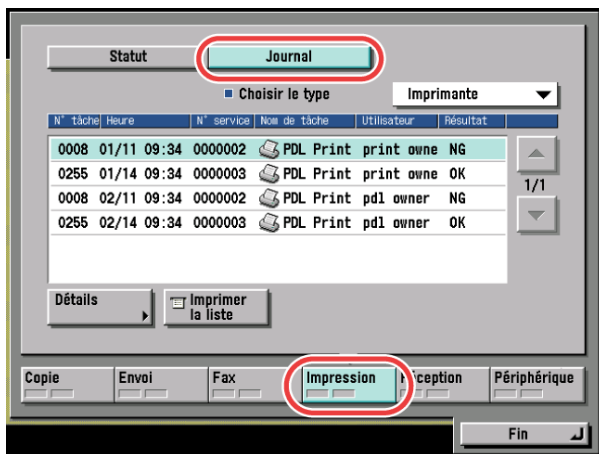 Statut Journal
Choisir le type Imprimante
N° tâche Heure N° service Nom de tâche Utilisateur Résultat
0008 01/11 09:34 0000002 PDL Print print owne NG
0255 01/14 09:34 0000003 PDL Print print owne OK
0008 02/11 09:34 0000002 PDL Print pdl owner NG
0255 02/14 09:34 0000003 PDL Print pdl owner OK
1/1
Détails Imprimer
la liste
Copie Envoi Fax Impression Réception Périphérique
Fin